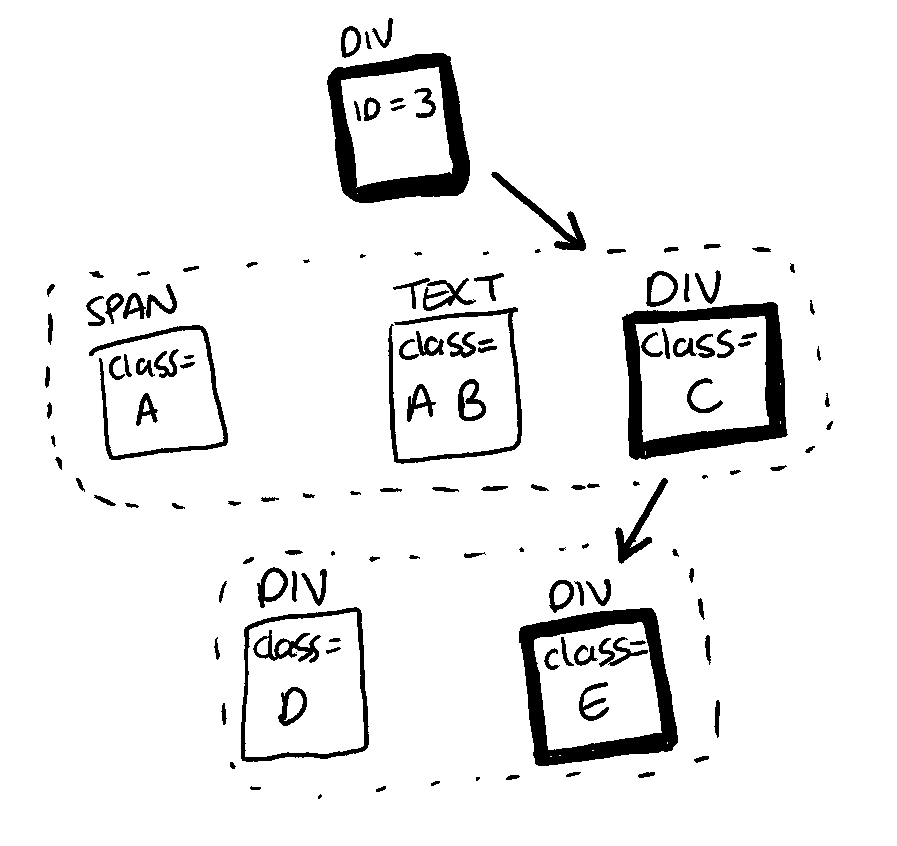 DIV
ID = 3
SPAN
class=
A
TEXT
class=
A B
DIV
class=
C
DIV
class=
D
DIV
class=
E